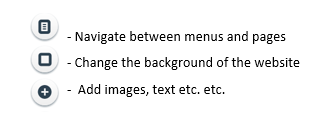 - Navigate between menus and pages
- Change the background of the website
- Add images, text etc. etc.